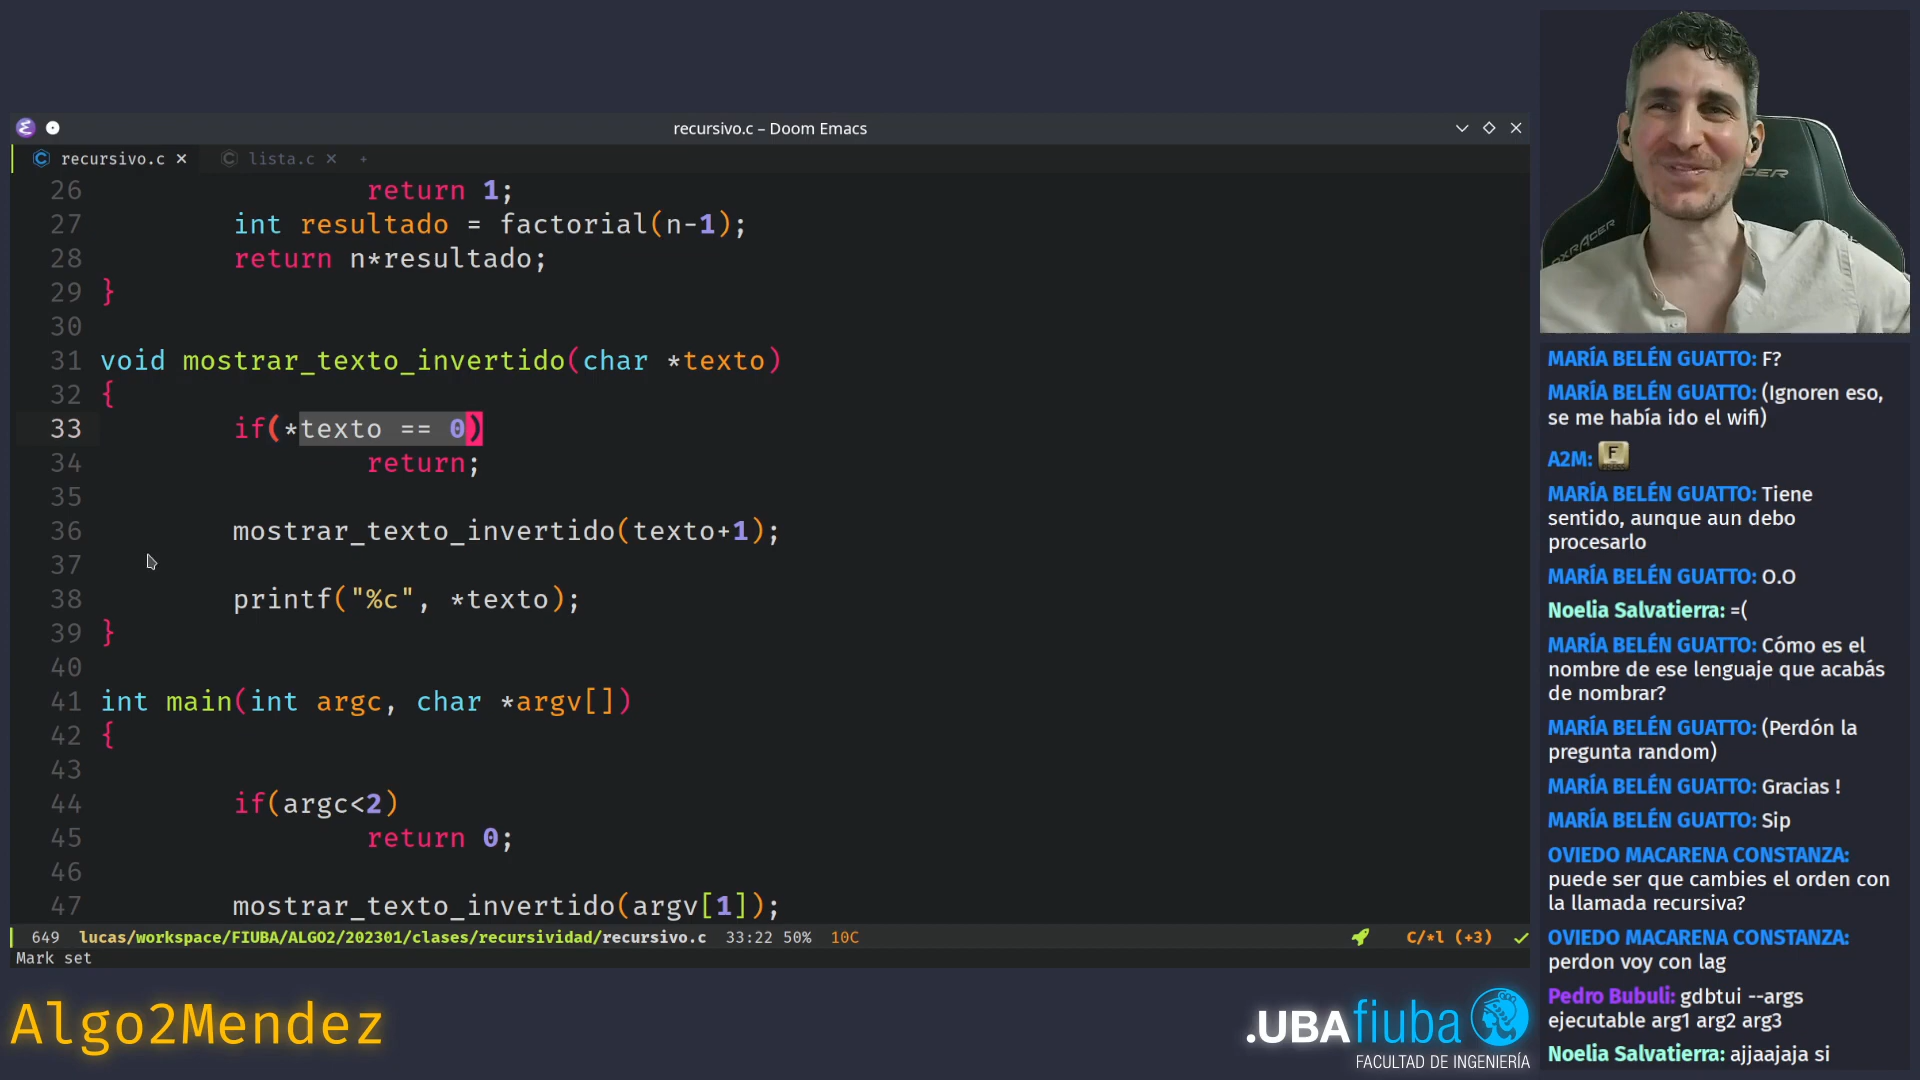 recursivo.c – Doom Emacs
recursivo.c × lista.c × +
26 return 1;
27 int resultado = factorial(n-1);
28 return n*resultado;
29 }
30
31 void mostrar_texto_invertido(char *texto)
32 {
33 if(*texto == 0)
34 return;
35
36 mostrar_texto_invertido(texto+1);
37
38 printf("%c", *texto);
39 }
40
41 int main(int argc, char *argv[])
42 {
43
44 if(argc<2)
45 return 0;
46
47 mostrar_texto_invertido(argv[1]);
649 lucas/workspace/FIUBA/ALGO2/202301/clases/recursividad/recursivo.c 33:22 50% 10C C/*l (+3)
Mark set
Algo2Mendez
.UBAfiuba
FACULTAD DE INGENIERÍA
MARÍA BELÉN GUATTO: F?
MARÍA BELÉN GUATTO: (Ignoren eso,
se me había ido el wifi)
A2M: F
MARÍA BELÉN GUATTO: Tiene
sentido, aunque aun debo
procesarlo
MARÍA BELÉN GUATTO: O.O
Noelia Salvatierra: =(
MARÍA BELÉN GUATTO: Cómo es el
nombre de ese lenguaje que acabás
de nombrar?
MARÍA BELÉN GUATTO: (Perdón la
pregunta random)
MARÍA BELÉN GUATTO: Gracias !
MARÍA BELÉN GUATTO: Sip
OVIEDO MACARENA CONSTANZA:
puede ser que cambies el orden con
la llamada recursiva?
OVIEDO MACARENA CONSTANZA:
perdon voy con lag
Pedro Bubuli: gdbtui --args
ejecutable arg1 arg2 arg3
Noelia Salvatierra: ajjaajaja si